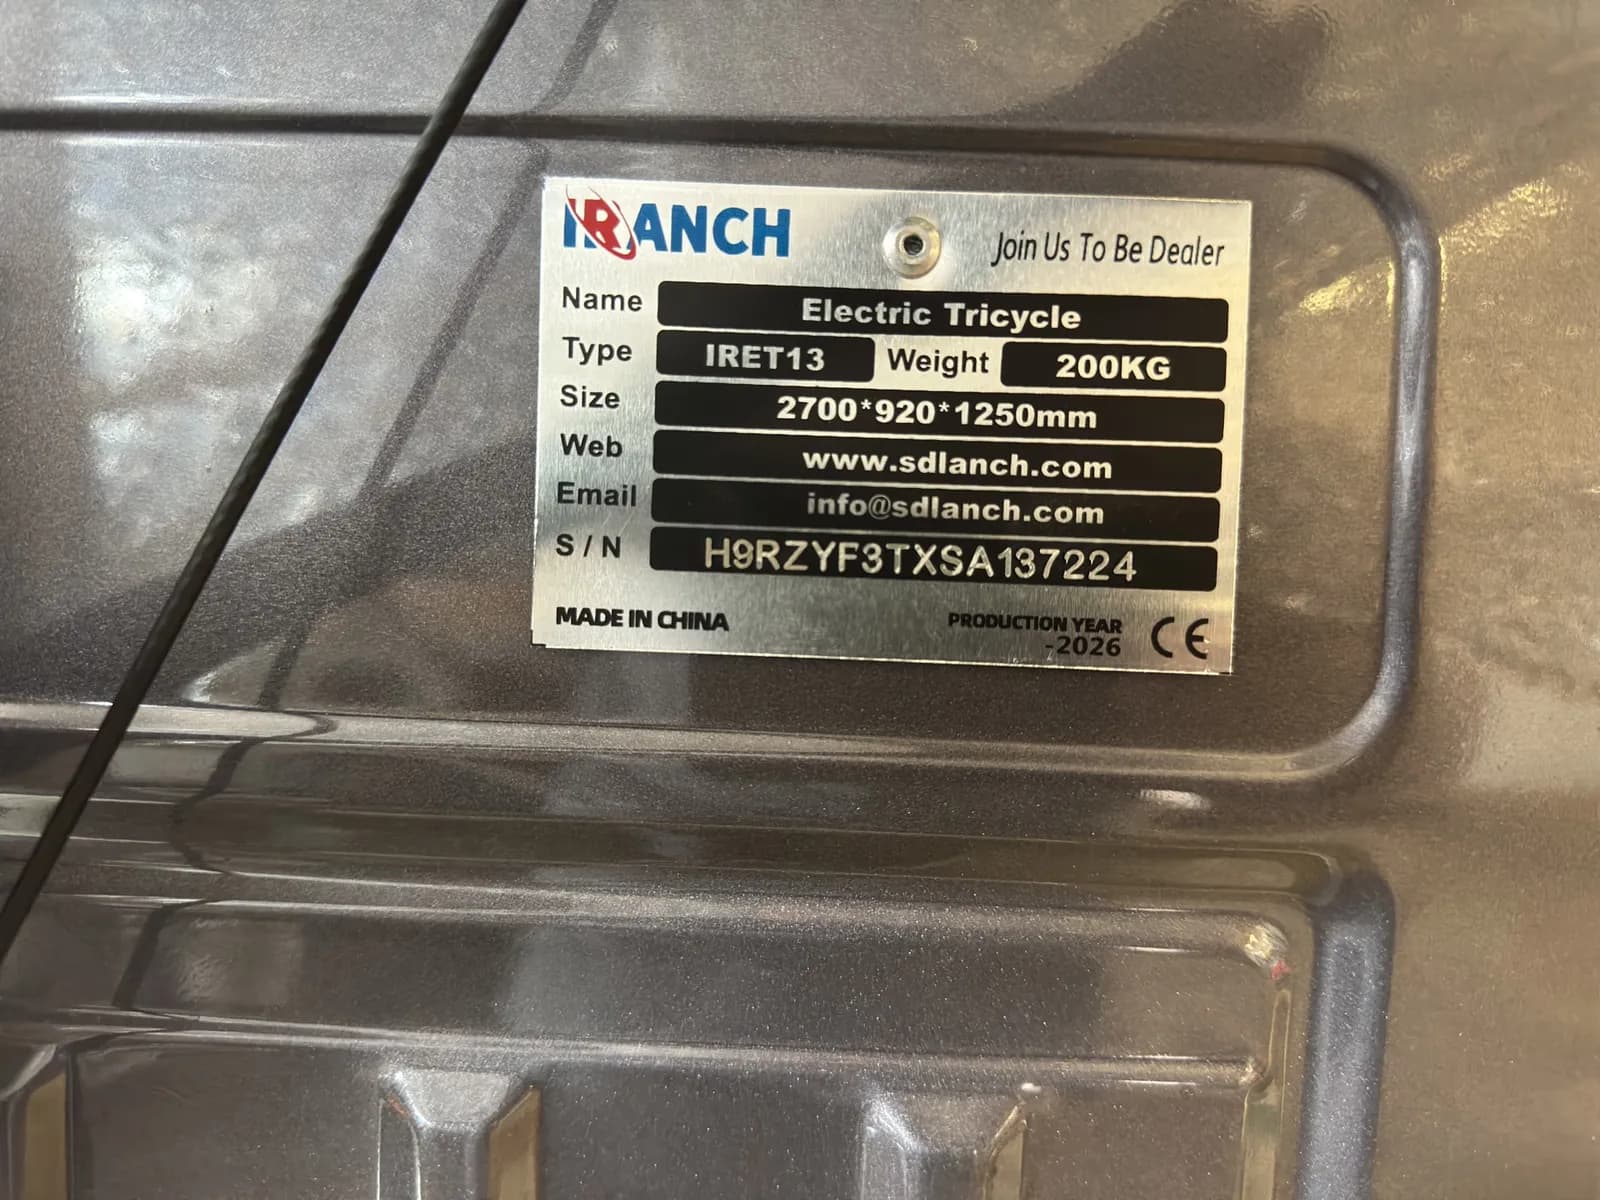 IRANCH Join Us To Be Dealer
Name Electric Tricycle
Type IRET13 Weight 200KG
Size 2700*920*1250mm
Web www.sdlanch.com
Email info@sdlanch.com
S/N H9RZYF3TXSA137224
MADE IN CHINA PRODUCTION YEAR CE
-2026